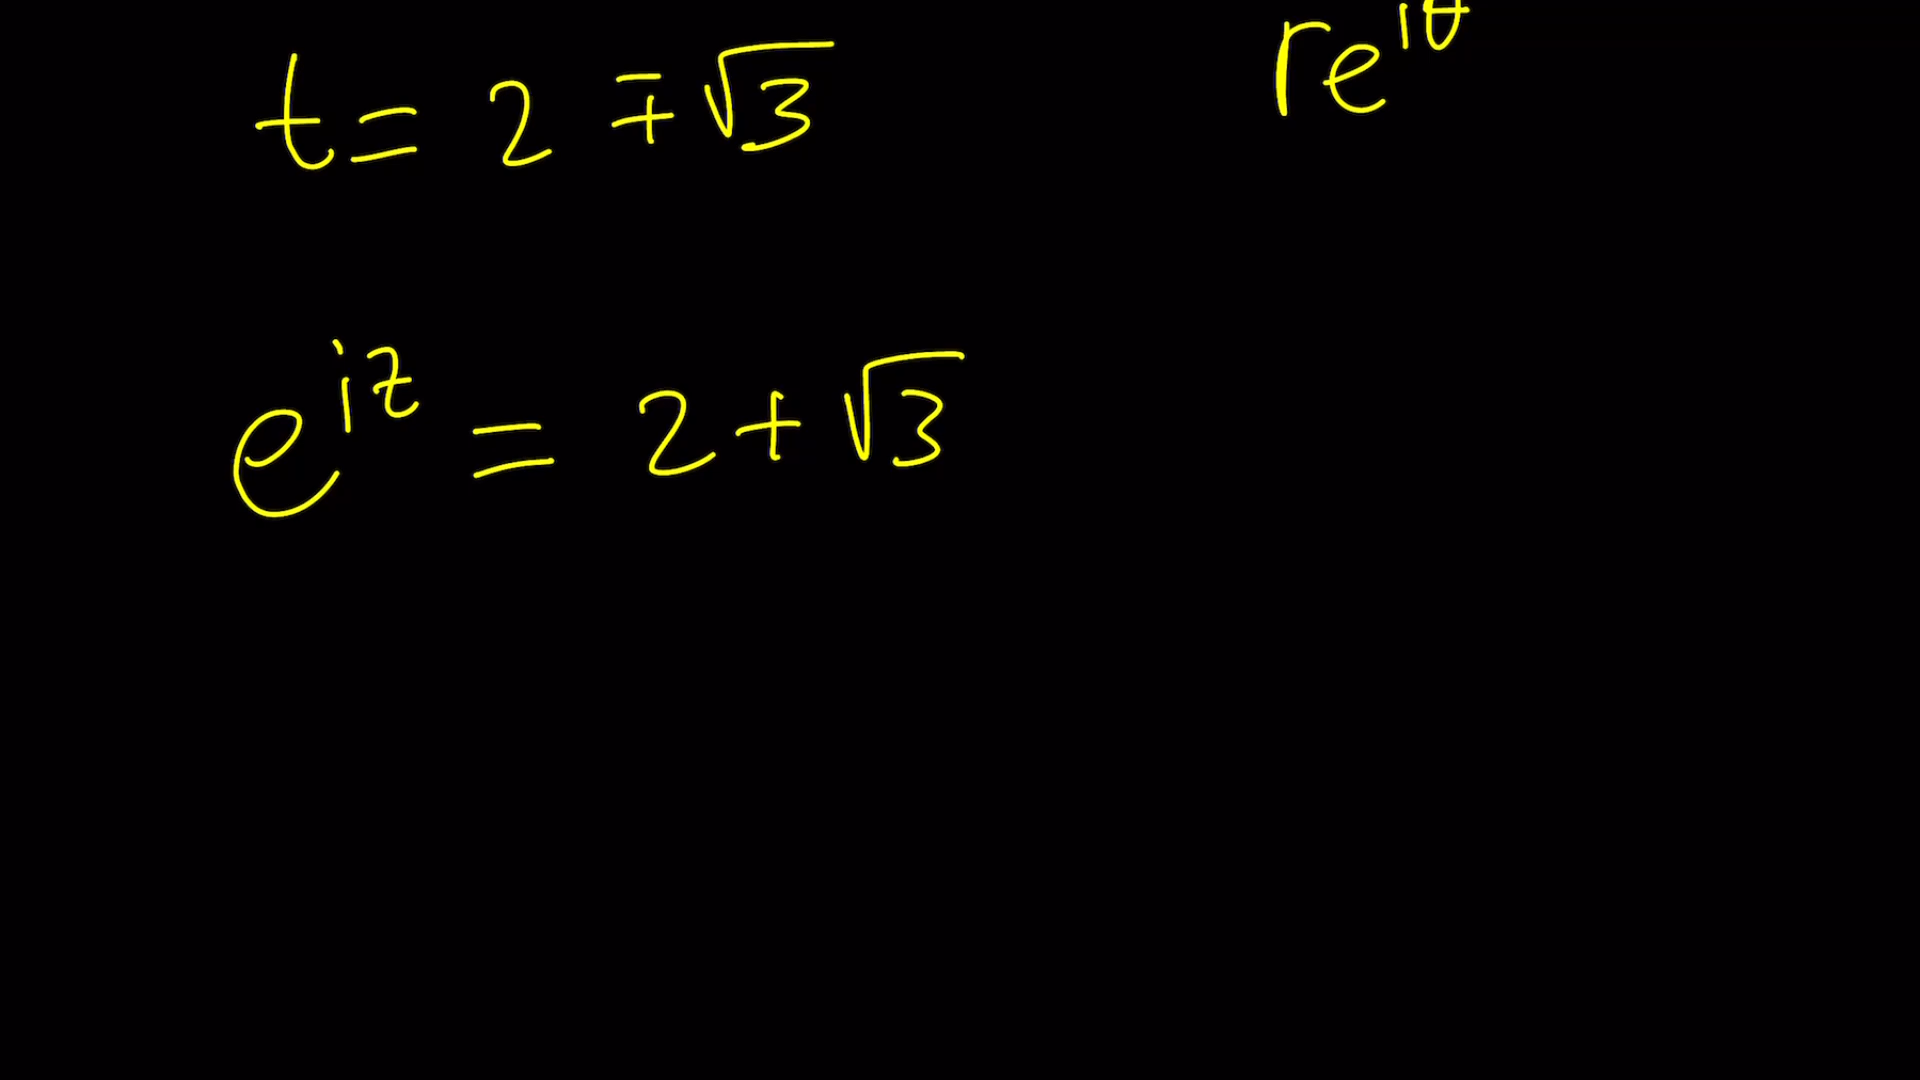 t = 2 ∓ √3
re^{iθ}
e^{iz} = 2 + √3